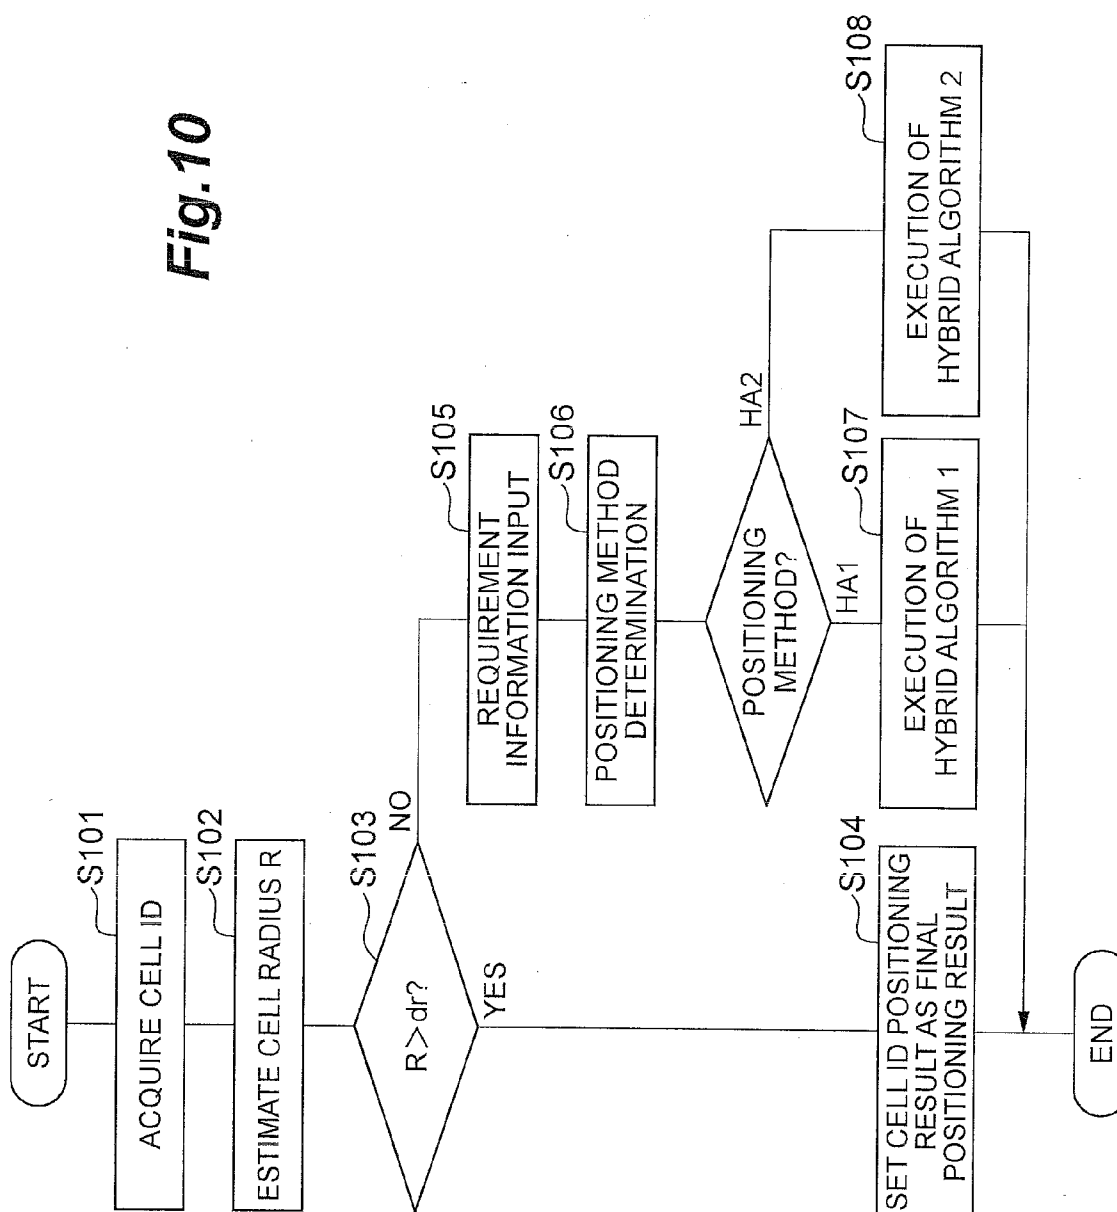 Fig.10
START
S101
ACQUIRE CELL ID
S102
ESTIMATE CELL RADIUS R
S103
R>dr?
NO
YES
S105
REQUIREMENT
INFORMATION INPUT
S106
POSITIONING METHOD
DETERMINATION
POSITIONING
METHOD?
HA2
HA1
S104
SET CELL ID POSITIONING
RESULT AS FINAL
POSITIONING RESULT
S107
EXECUTION OF
HYBRID ALGORITHM 1
S108
EXECUTION OF
HYBRID ALGORITHM 2
END